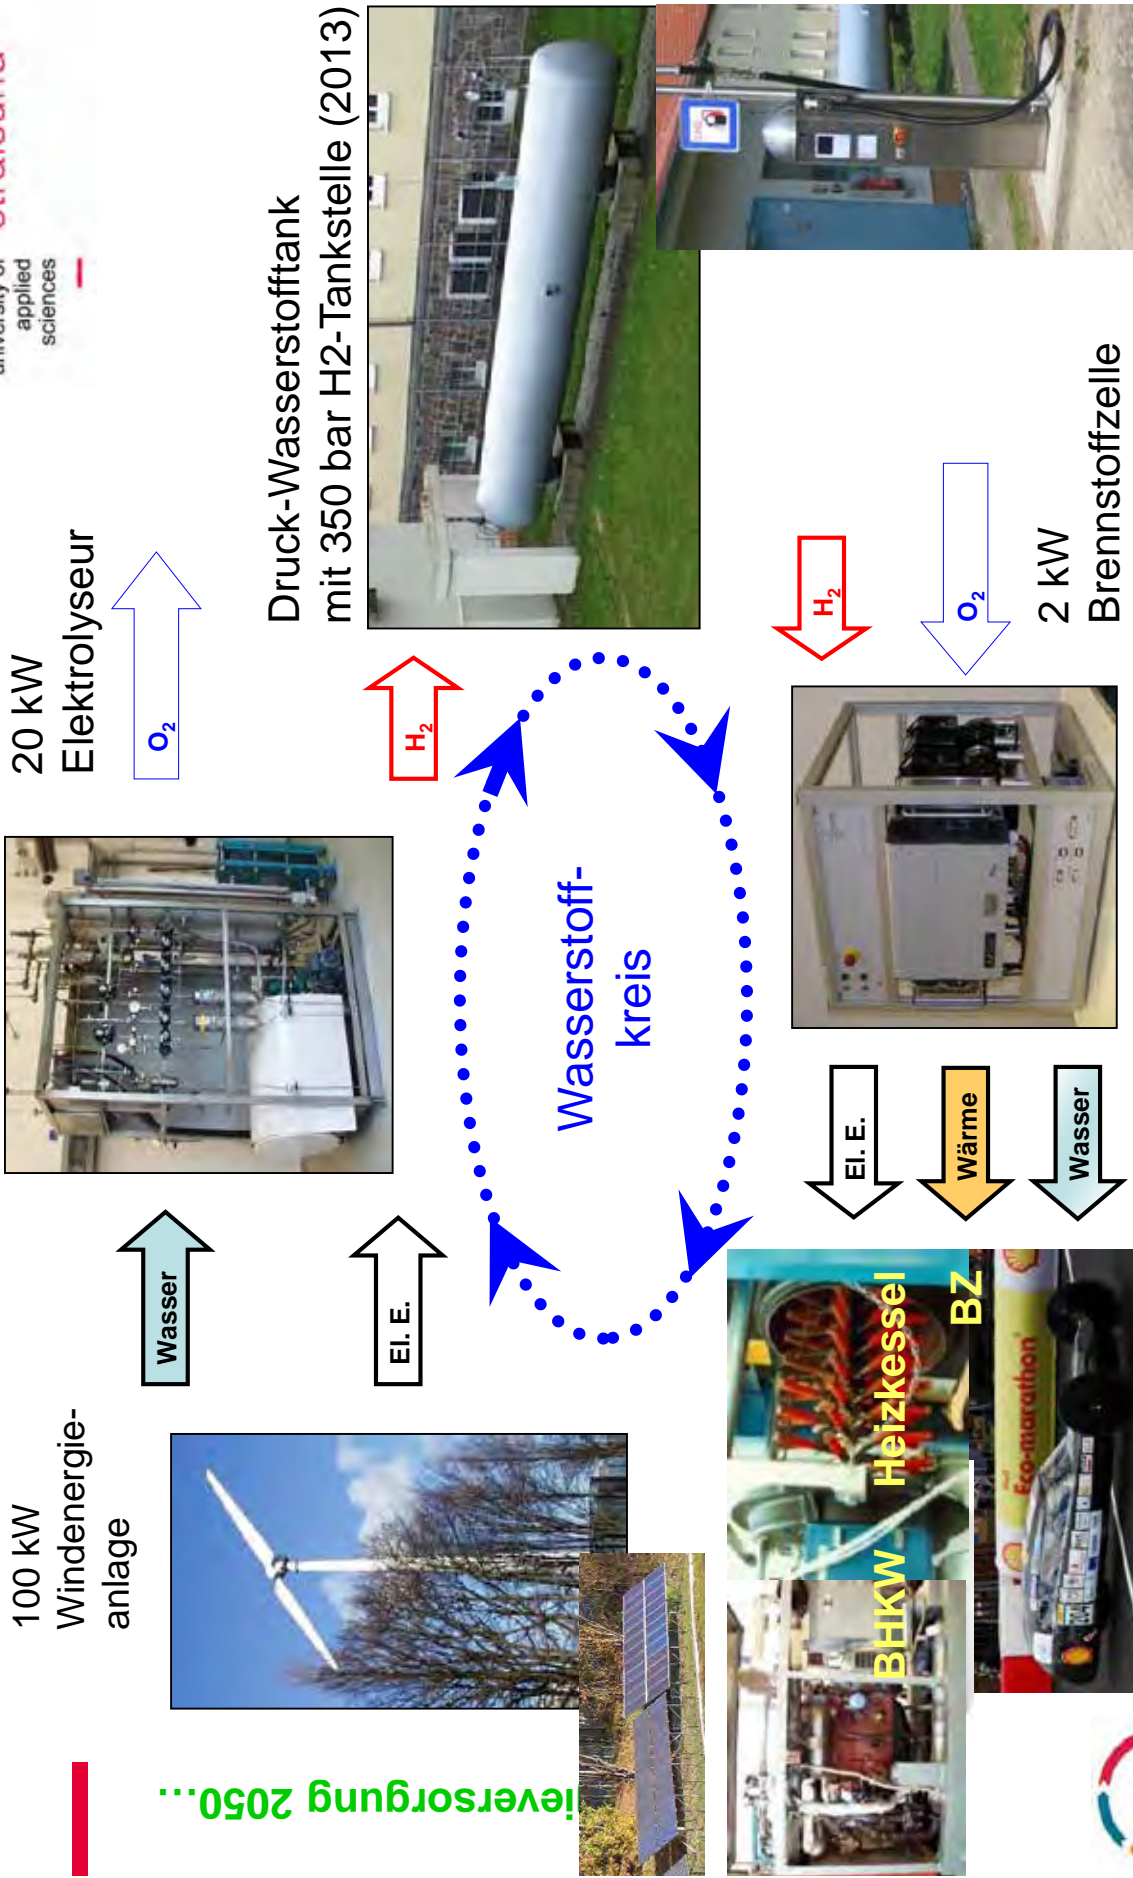 university of
applied
sciences
100 kW
Windenergie-
anlage
20 kW
Elektrolyseur
Wasser
El. E.
O₂
H₂
Druck-Wasserstofftank
mit 350 bar H2-Tankstelle (2013)
Wasserstoff-
kreis
H₂
O₂
2 kW
Brennstoffzelle
El. E.
Wärme
Wasser
BHKW Heizkessel
BZ
Eco-marathon
ieversorgung 2050...